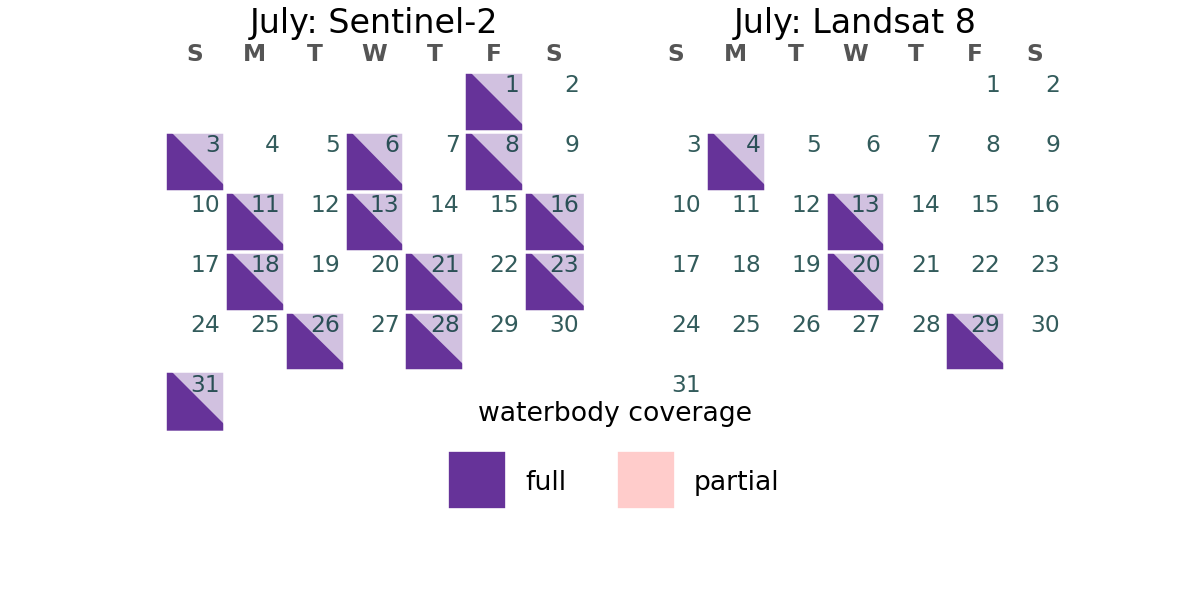 July: Sentinel-2
S M T W T F S
1 2
3 4 5 6 7 8 9
10 11 12 13 14 15 16
17 18 19 20 21 22 23
24 25 26 27 28 29 30
31
July: Landsat 8
S M T W T F S
1 2
3 4 5 6 7 8 9
10 11 12 13 14 15 16
17 18 19 20 21 22 23
24 25 26 27 28 29 30
31
waterbody coverage
full partial